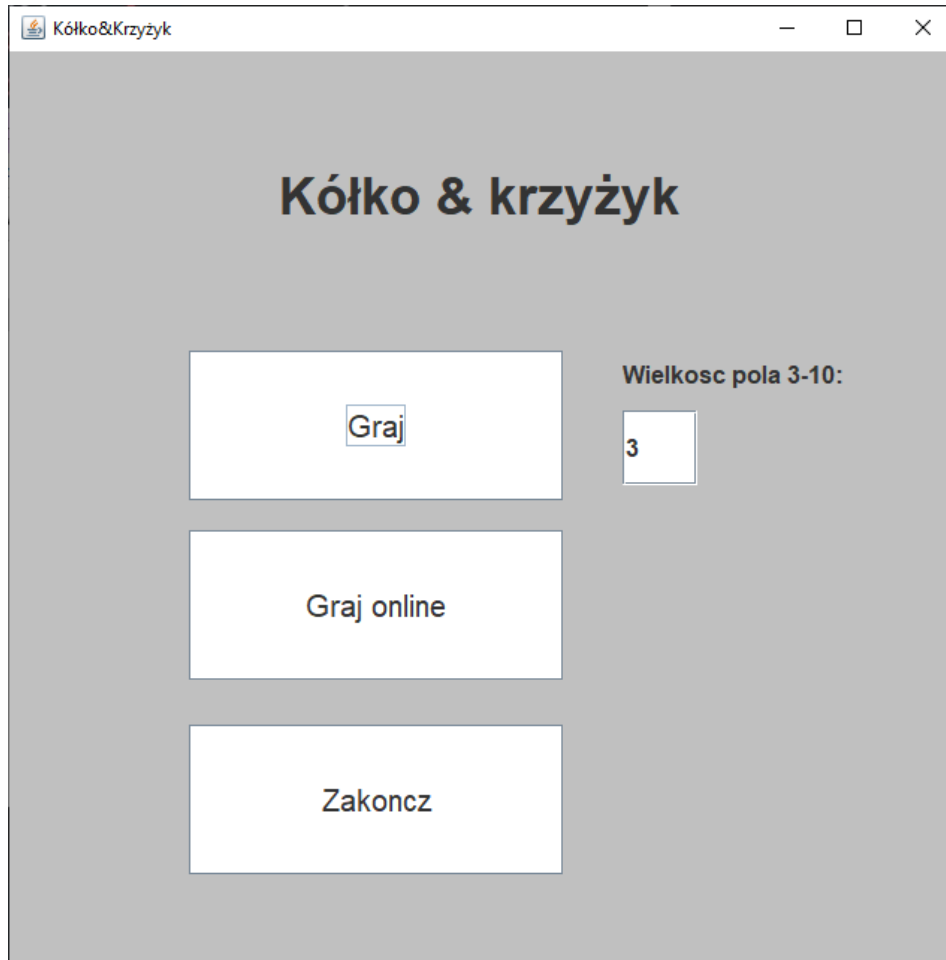 Kółko&Krzyżyk
Kółko & krzyżyk
Graj
Wielkosc pola 3-10:
3
Graj online
Zakoncz